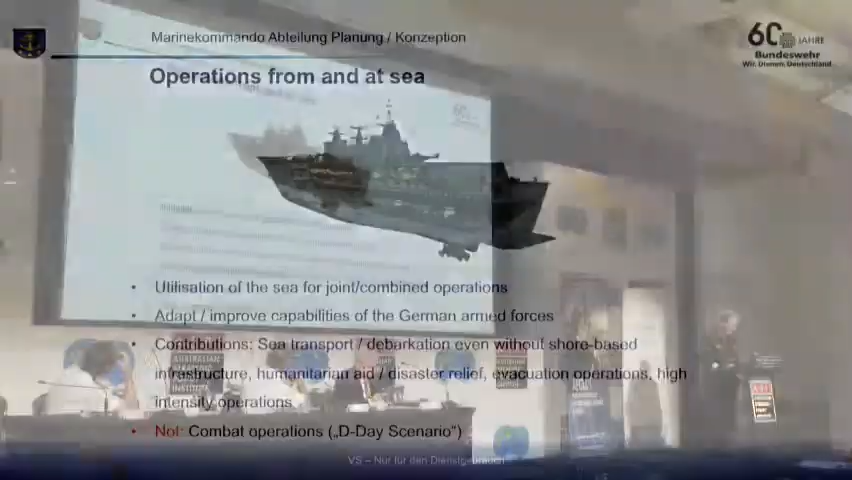 Marinekommando Abteilung Planung / Konzeption
60 JAHRE
Bundeswehr
Wir. Dienen. Deutschland.
Operations from and at sea
• Utilisation of the sea for joint/combined operations
• Adapt / improve capabilities of the German armed forces
• Contributions: Sea transport / debarkation even without shore-based
infrastructure, humanitarian aid / disaster relief, evacuation operations, high
intensity operations
• Not: Combat operations („D-Day Scenario“)
VS – Nur für den Dienstgebrauch
AUSTRALIAN
INSTITUTE